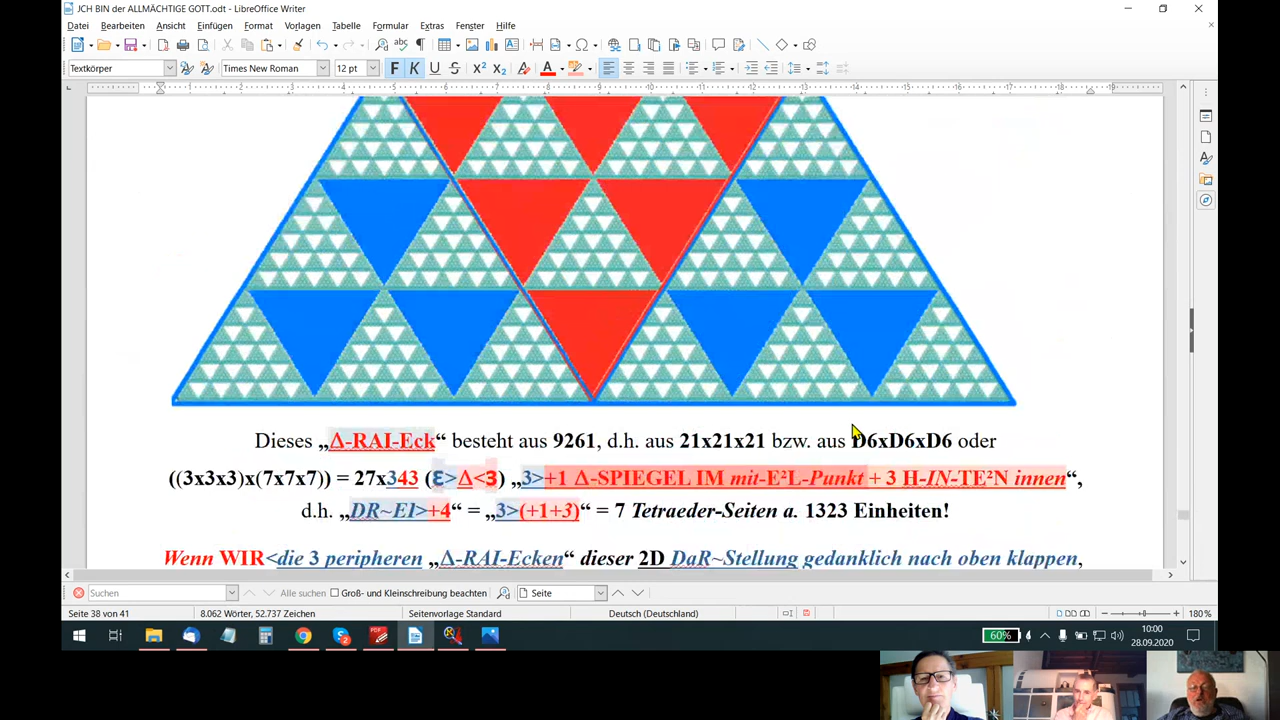 JCH BIN der ALLMÄCHTIGE GOTT.odt - LibreOffice Writer
Datei Bearbeiten Ansicht Einfügen Format Vorlagen Tabelle Formular Extras Fenster Hilfe
Textkörper Times New Roman 12 pt F K U S X² X₂ A
Dieses „Δ-RAI-Eck“ besteht aus 9261, d.h. aus 21x21x21 bzw. aus D6xD6xD6 oder
((3x3x3)x(7x7x7)) = 27x343 (Ɛ>Δ<3) „3>+1 Δ-SPIEGEL IM mit-E²L-Punkt + 3 H-IN-TE²N innen“,
d.h. „DR~EI>+4“ = „3>(+1+3)“ = 7 Tetraeder-Seiten a. 1323 Einheiten!
Wenn WIR<die 3 peripheren „Δ-RAI-Ecken“ dieser 2D DaR~Stellung gedanklich nach oben klappen,
Suchen Alle suchen Groß- und Kleinschreibung beachten Seite
Seite 38 von 41 8.062 Wörter, 52.737 Zeichen Seitenvorlage Standard Deutsch (Deutschland) 180%
60% 10:00
28.09.2020